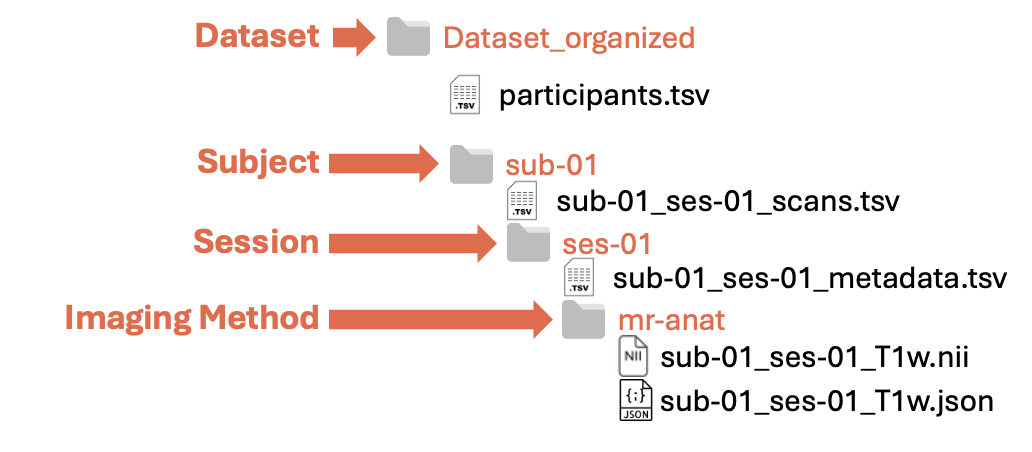 Dataset Dataset_organized
.TSV participants.tsv
Subject sub-01
.TSV sub-01_ses-01_scans.tsv
Session ses-01
.TSV sub-01_ses-01_metadata.tsv
Imaging Method mr-anat
NII sub-01_ses-01_T1w.nii
{;} JSON sub-01_ses-01_T1w.json